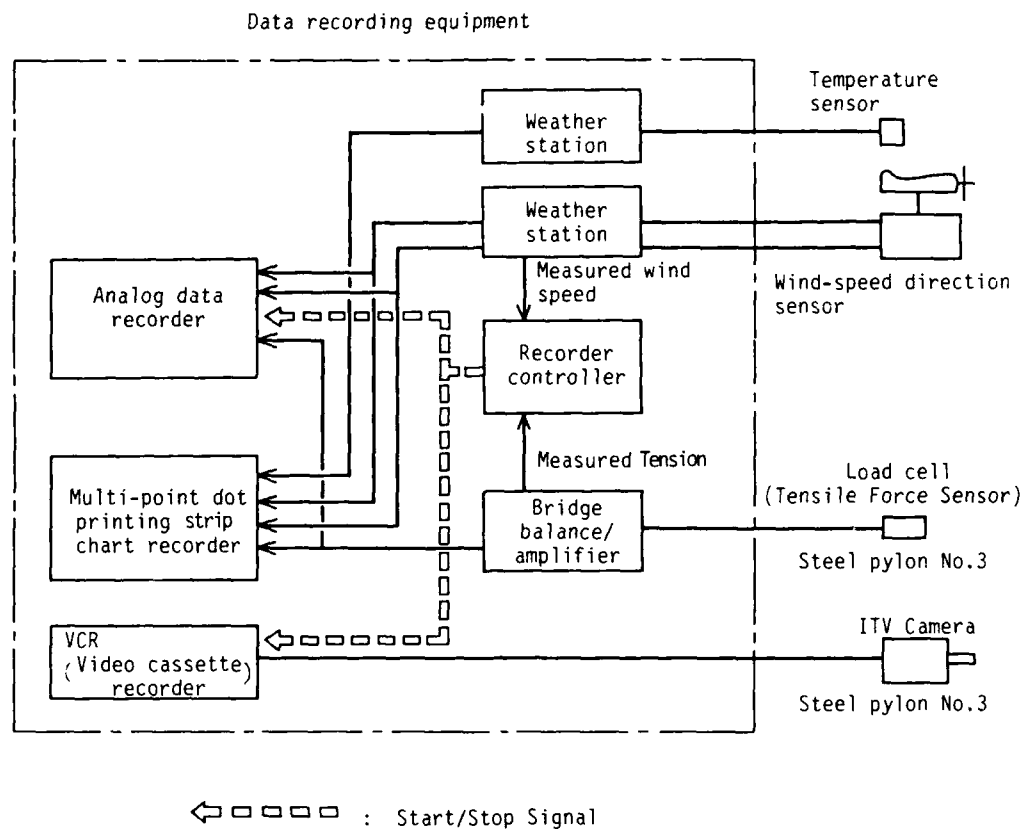 Data recording equipment
Temperature
sensor
Weather
station
Weather
station
Measured wind
speed
Wind-speed direction
sensor
Analog data
recorder
Recorder
controller
Measured Tension
Load cell
(Tensile Force Sensor)
Multi-point dot
printing strip
chart recorder
Bridge
balance/
amplifier
Steel pylon No.3
ITV Camera
VCR
(Video cassette)
recorder
Steel pylon No.3
: Start/Stop Signal